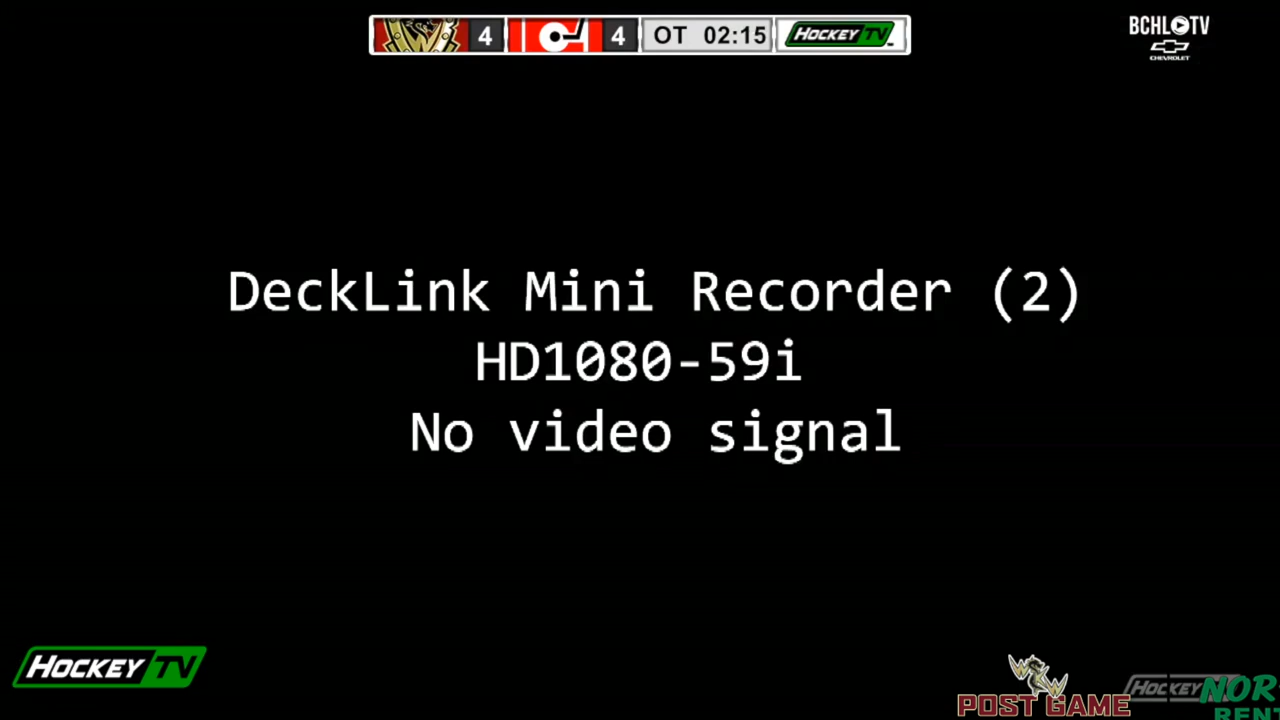 4 4 OT 02:15 HOCKEY TV
BCHL TV
CHEVROLET
DeckLink Mini Recorder (2)
HD1080-59i
No video signal
HOCKEY TV
POST GAME HOCKEY NOR
RENT